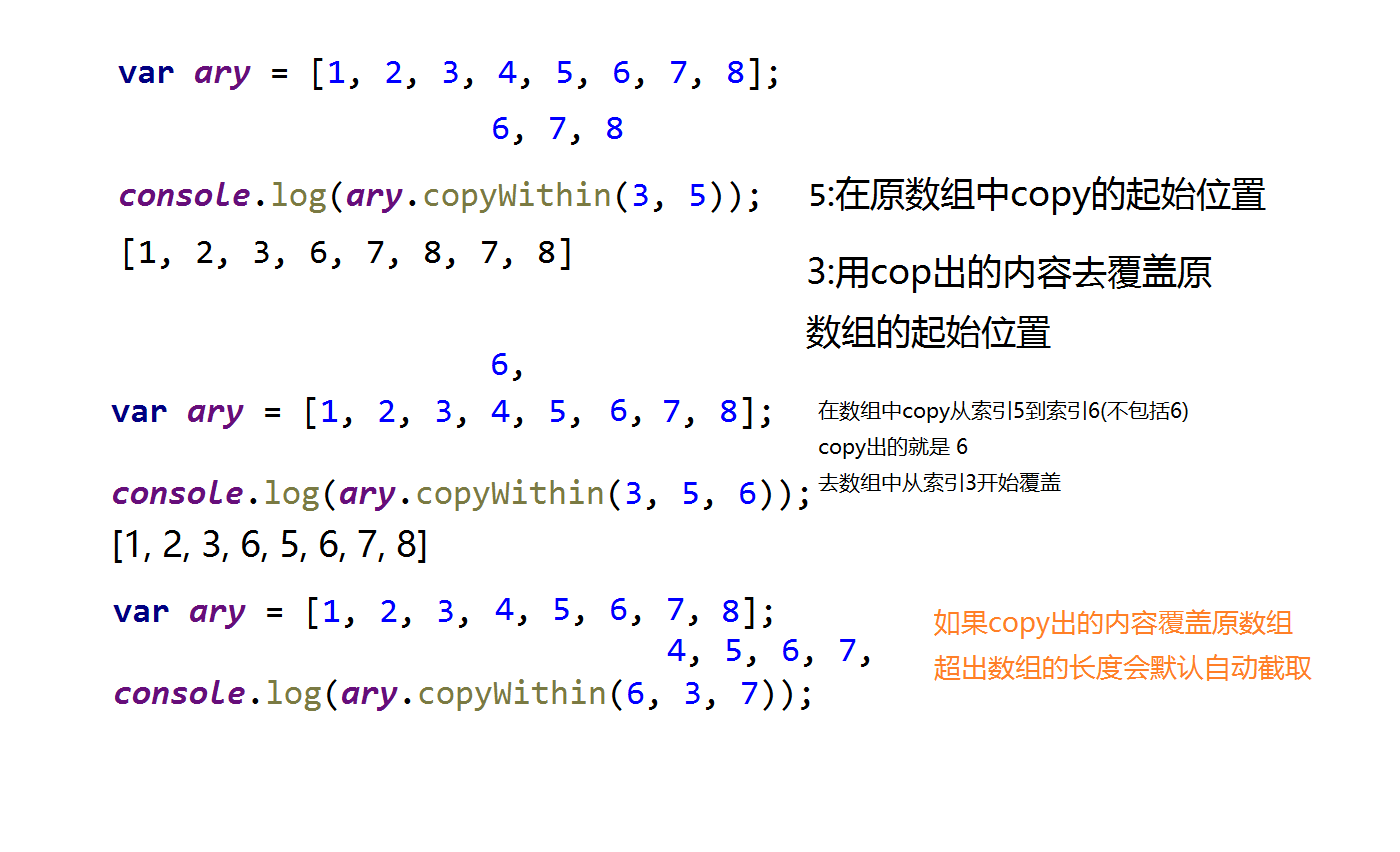 var ary = [1, 2, 3, 4, 5, 6, 7, 8];
6, 7, 8
console.log(ary.copyWithin(3, 5));
5:在原数组中copy的起始位置
[1, 2, 3, 6, 7, 8, 7, 8]
3:用cop出的内容去覆盖原
数组的起始位置
6,
var ary = [1, 2, 3, 4, 5, 6, 7, 8];
在数组中copy从索引5到索引6(不包括6)
copy出的就是 6
console.log(ary.copyWithin(3, 5, 6));
去数组中从索引3开始覆盖
[1, 2, 3, 6, 5, 6, 7, 8]
var ary = [1, 2, 3, 4, 5, 6, 7, 8];
如果copy出的内容覆盖原数组
4, 5, 6, 7,
超出数组的长度会默认自动截取
console.log(ary.copyWithin(6, 3, 7));